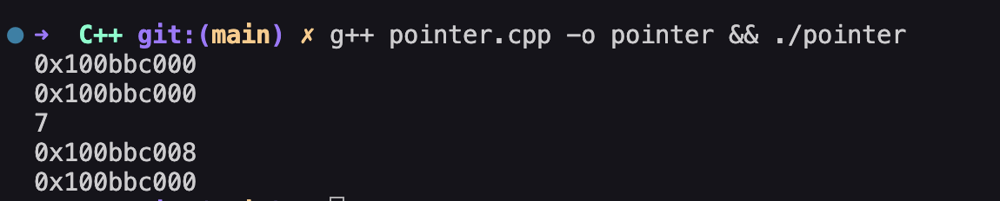 ➜ C++ git:(main) ✗ g++ pointer.cpp -o pointer && ./pointer
0x100bbc000
0x100bbc000
7
0x100bbc008
0x100bbc000